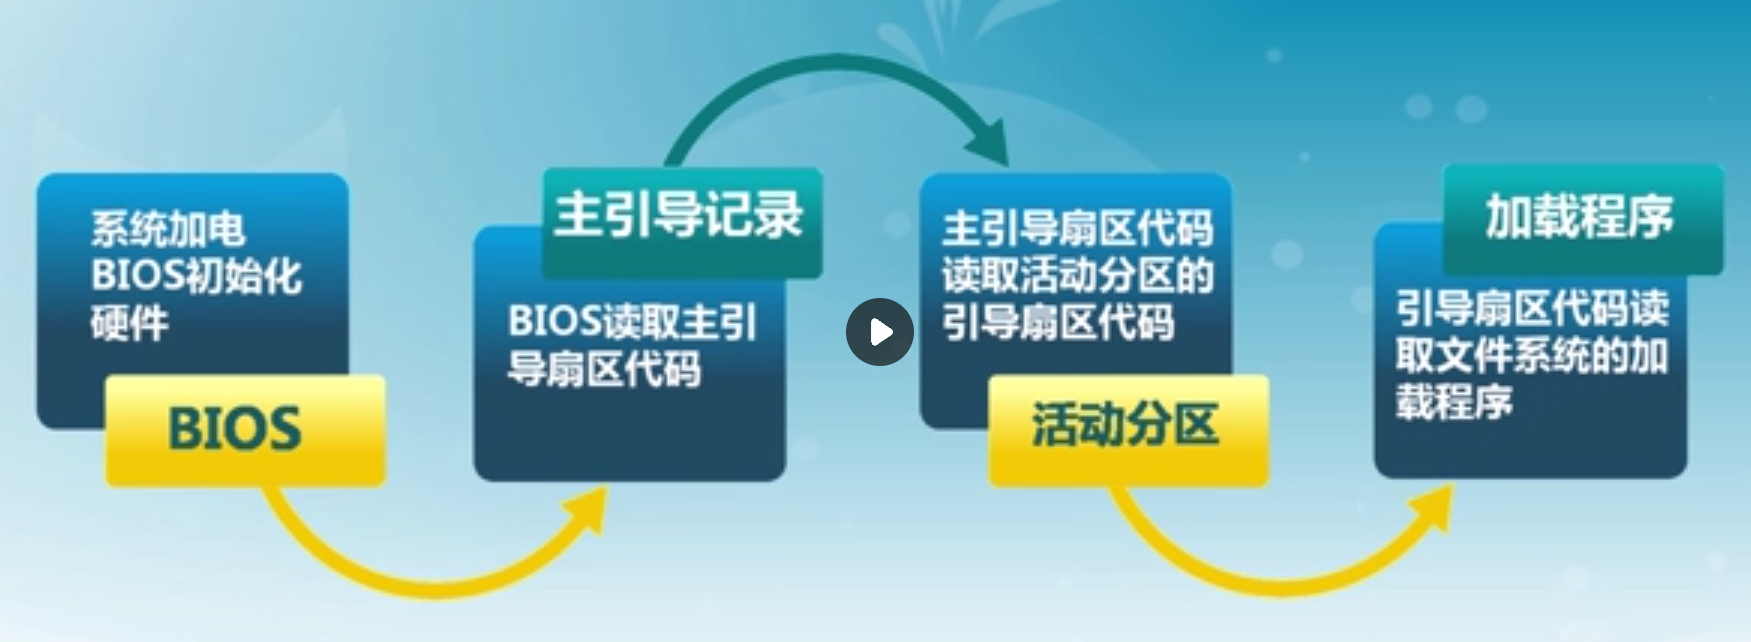 系统加电
BIOS初始化
硬件
BIOS
主引导记录
BIOS读取主引
导扇区代码
主引导扇区代码
读取活动分区的
引导扇区代码
活动分区
加载程序
引导扇区代码读
取文件系统的加
载程序